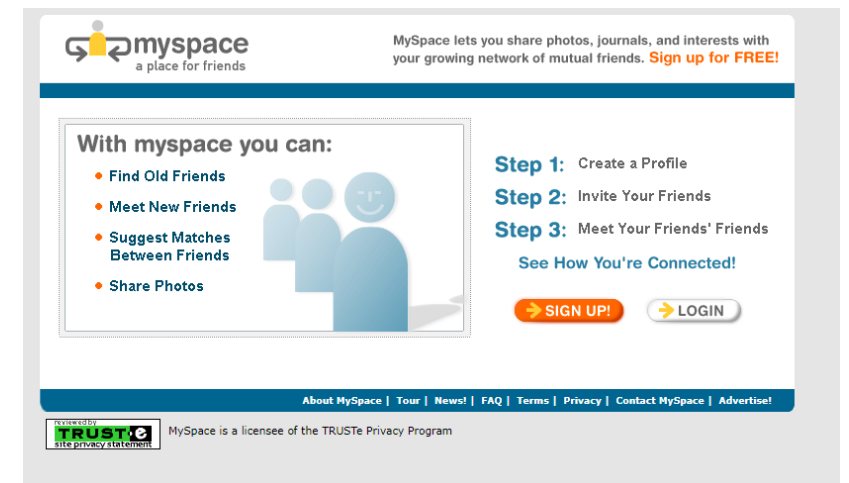 myspace
a place for friends
MySpace lets you share photos, journals, and interests with
your growing network of mutual friends. Sign up for FREE!
With myspace you can:
• Find Old Friends
• Meet New Friends
• Suggest Matches
Between Friends
• Share Photos
Step 1: Create a Profile
Step 2: Invite Your Friends
Step 3: Meet Your Friends' Friends
See How You're Connected!
SIGN UP!
LOGIN
About MySpace | Tour | News! | FAQ | Terms | Privacy | Contact MySpace | Advertise!
reviewed by
TRUSTe
site privacy statement
MySpace is a licensee of the TRUSTe Privacy Program